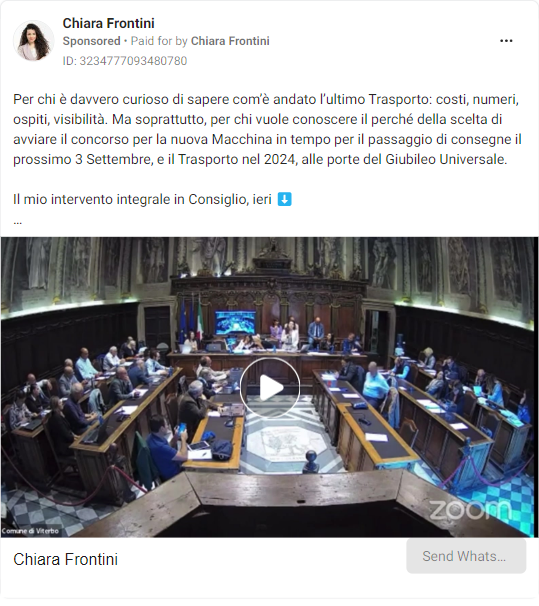 Chiara Frontini
Sponsored • Paid for by Chiara Frontini
ID: 3234777093480780
Per chi è davvero curioso di sapere com’è andato l’ultimo Trasporto: costi, numeri,
ospiti, visibilità. Ma soprattutto, per chi vuole conoscere il perché della scelta di
avviare il concorso per la nuova Macchina in tempo per il passaggio di consegne il
prossimo 3 Settembre, e il Trasporto nel 2024, alle porte del Giubileo Universale.
Il mio intervento integrale in Consiglio, ieri ⬇️
...
Comune di Viterbo
zoom
Chiara Frontini
Send Whats...